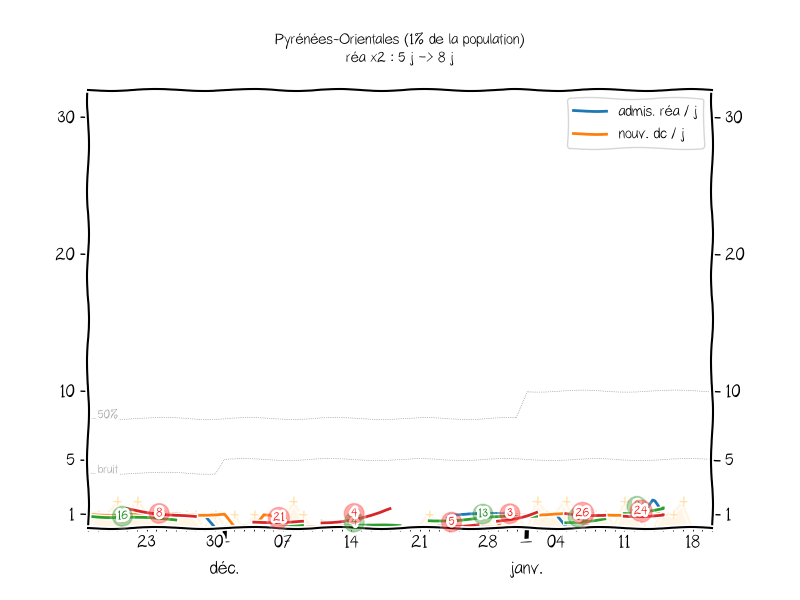 Pyrénées-Orientales (1% de la population)
réa x2 : 5 j -> 8 j
admis. réa / j
nouv. dc / j
30 30
20 20
10 10
50%
5 5
bruit
1 1
16 8 21 4 5 13 3 26 24
23 30 07 14 21 28 04 11 18
déc. janv.